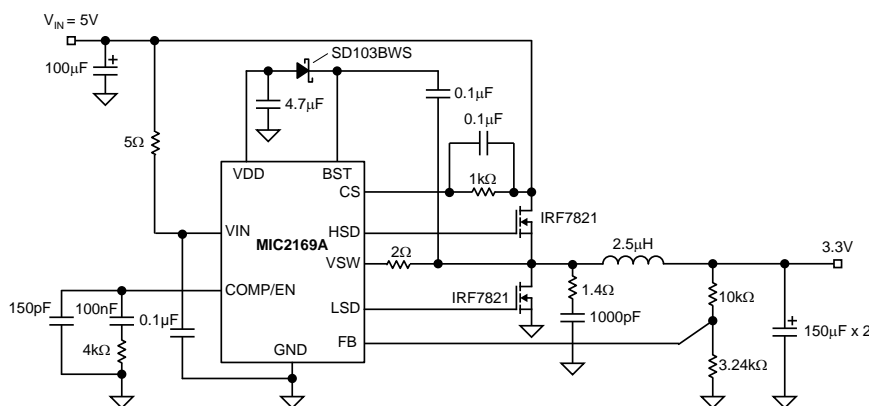 V_IN = 5V
SD103BWS
100µF
4.7µF
0.1µF
0.1µF
5Ω
VDD
BST
CS
1kΩ
IRF7821
HSD
VIN
MIC2169A
2Ω
2.5µH
3.3V
VSW
COMP/EN
150pF
100nF
0.1µF
4kΩ
LSD
IRF7821
1.4Ω
1000pF
10kΩ
150µF x 2
GND
FB
3.24kΩ